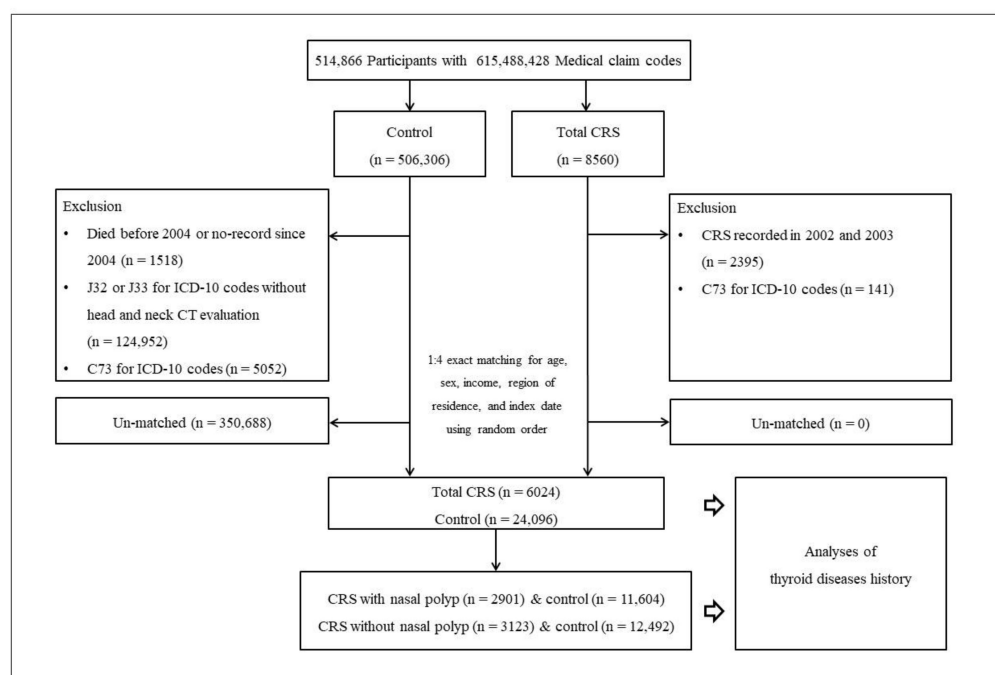 514,866 Participants with 615,488,428 Medical claim codes
Control
(n = 506,306)
Total CRS
(n = 8560)
Exclusion
• Died before 2004 or no-record since
2004 (n = 1518)
• J32 or J33 for ICD-10 codes without
head and neck CT evaluation
(n = 124,952)
• C73 for ICD-10 codes (n = 5052)
Exclusion
• CRS recorded in 2002 and 2003
(n = 2395)
• C73 for ICD-10 codes (n = 141)
1:4 exact matching for age,
sex, income, region of
residence, and index date
using random order
Un-matched (n = 350,688)
Un-matched (n = 0)
Total CRS (n = 6024)
Control (n = 24,096)
Analyses of
thyroid diseases history
CRS with nasal polyp (n = 2901) & control (n = 11,604)
CRS without nasal polyp (n = 3123) & control (n = 12,492)